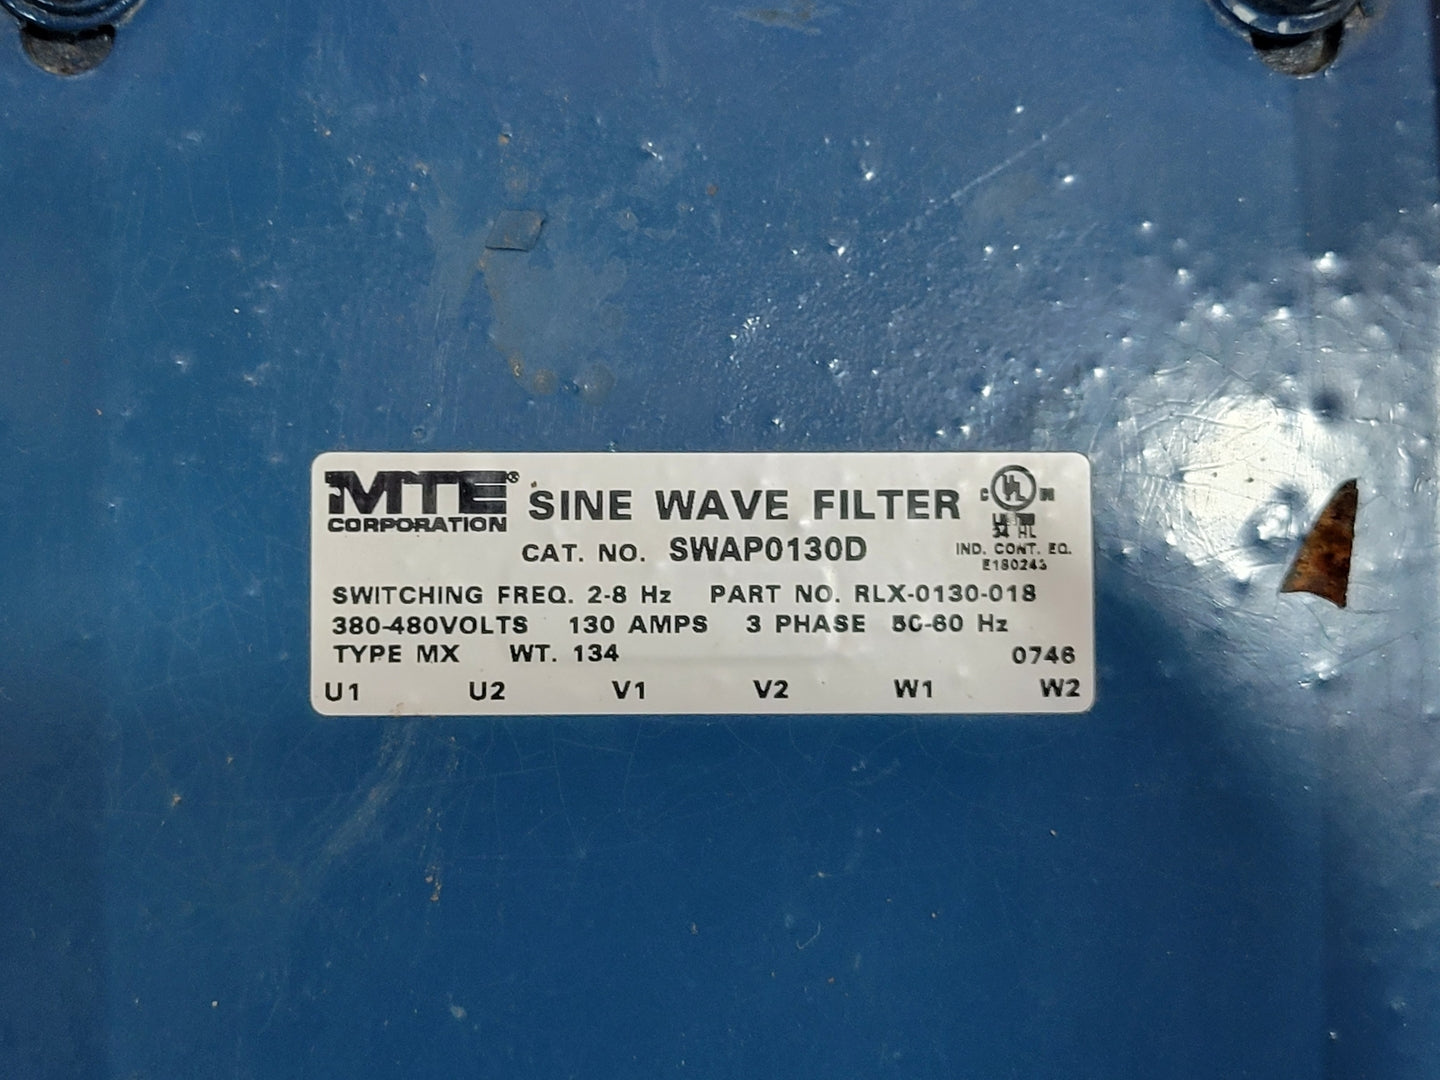 MTE® SINE WAVE FILTER
CORPORATION
CAT. NO. SWAP0130D
C UL
IND. CONT. EQ.
E180243
SWITCHING FREQ. 2-8 Hz PART NO. RLX-0130-018
380-480VOLTS 130 AMPS 3 PHASE 50-60 Hz
TYPE MX WT. 134 0746
U1 U2 V1 V2 W1 W2